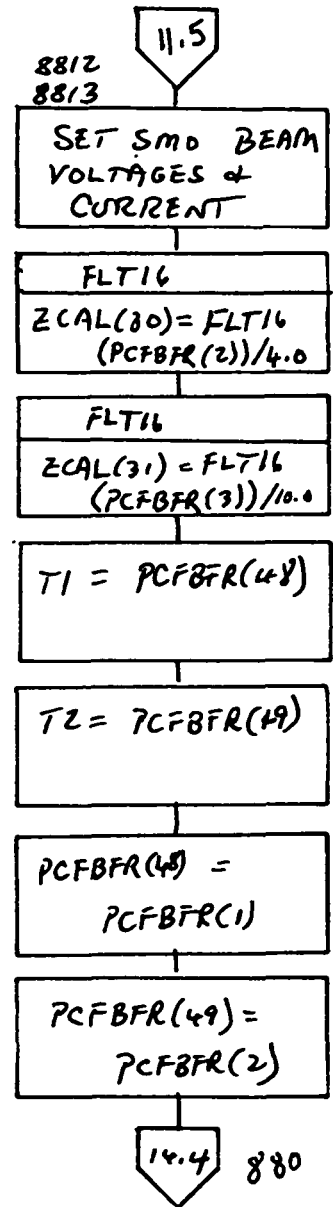 11.5
8812
8813
SET SMO BEAM
VOLTAGES &
CURRENT
FLT16
ZCAL(30) = FLT16
(PCFBFR(2))/4.0
FLT16
ZCAL(31) = FLT16
(PCFBFR(3))/10.0
T1 = PCFBFR(48)
T2 = PCFBFR(49)
PCFBFR(48) =
PCFBFR(1)
PCFBFR(49) =
PCFBFR(2)
14.4
880